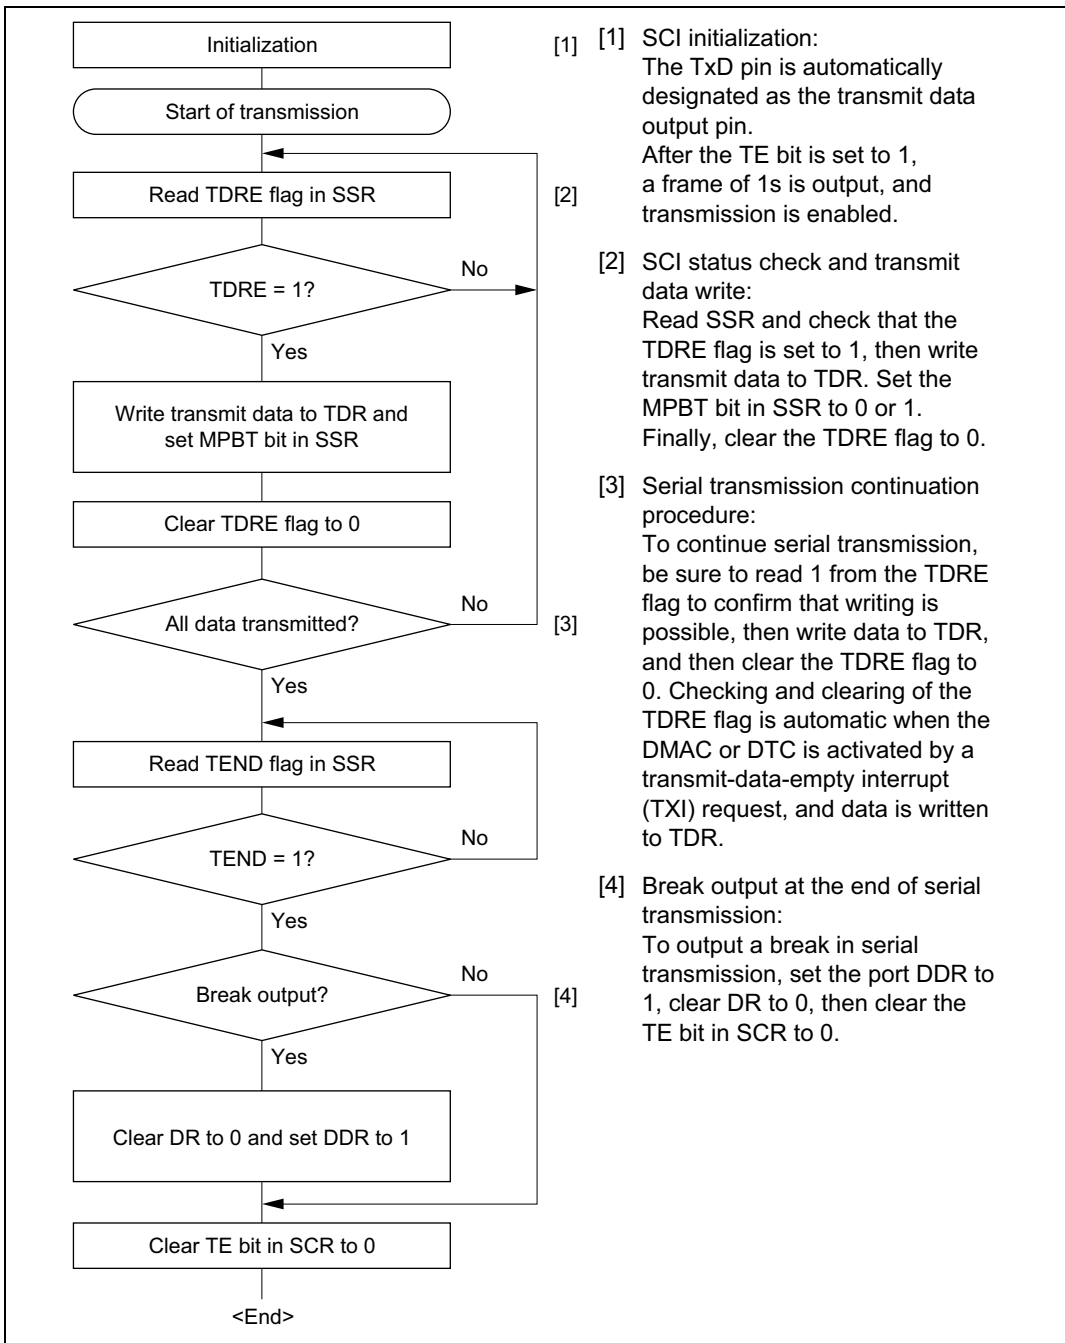 Initialization
[1]
Start of transmission
Read TDRE flag in SSR
[2]
No
TDRE = 1?
Yes
Write transmit data to TDR and
set MPBT bit in SSR
Clear TDRE flag to 0
No
All data transmitted?
[3]
Yes
Read TEND flag in SSR
No
TEND = 1?
Yes
No
Break output?
[4]
Yes
Clear DR to 0 and set DDR to 1
Clear TE bit in SCR to 0
<End>
[1] SCI initialization:
The TxD pin is automatically
designated as the transmit data
output pin.
After the TE bit is set to 1,
a frame of 1s is output, and
transmission is enabled.
[2] SCI status check and transmit
data write:
Read SSR and check that the
TDRE flag is set to 1, then write
transmit data to TDR. Set the
MPBT bit in SSR to 0 or 1.
Finally, clear the TDRE flag to 0.
[3] Serial transmission continuation
procedure:
To continue serial transmission,
be sure to read 1 from the TDRE
flag to confirm that writing is
possible, then write data to TDR,
and then clear the TDRE flag to
0. Checking and clearing of the
TDRE flag is automatic when the
DMAC or DTC is activated by a
transmit-data-empty interrupt
(TXI) request, and data is written
to TDR.
[4] Break output at the end of serial
transmission:
To output a break in serial
transmission, set the port DDR to
1, clear DR to 0, then clear the
TE bit in SCR to 0.